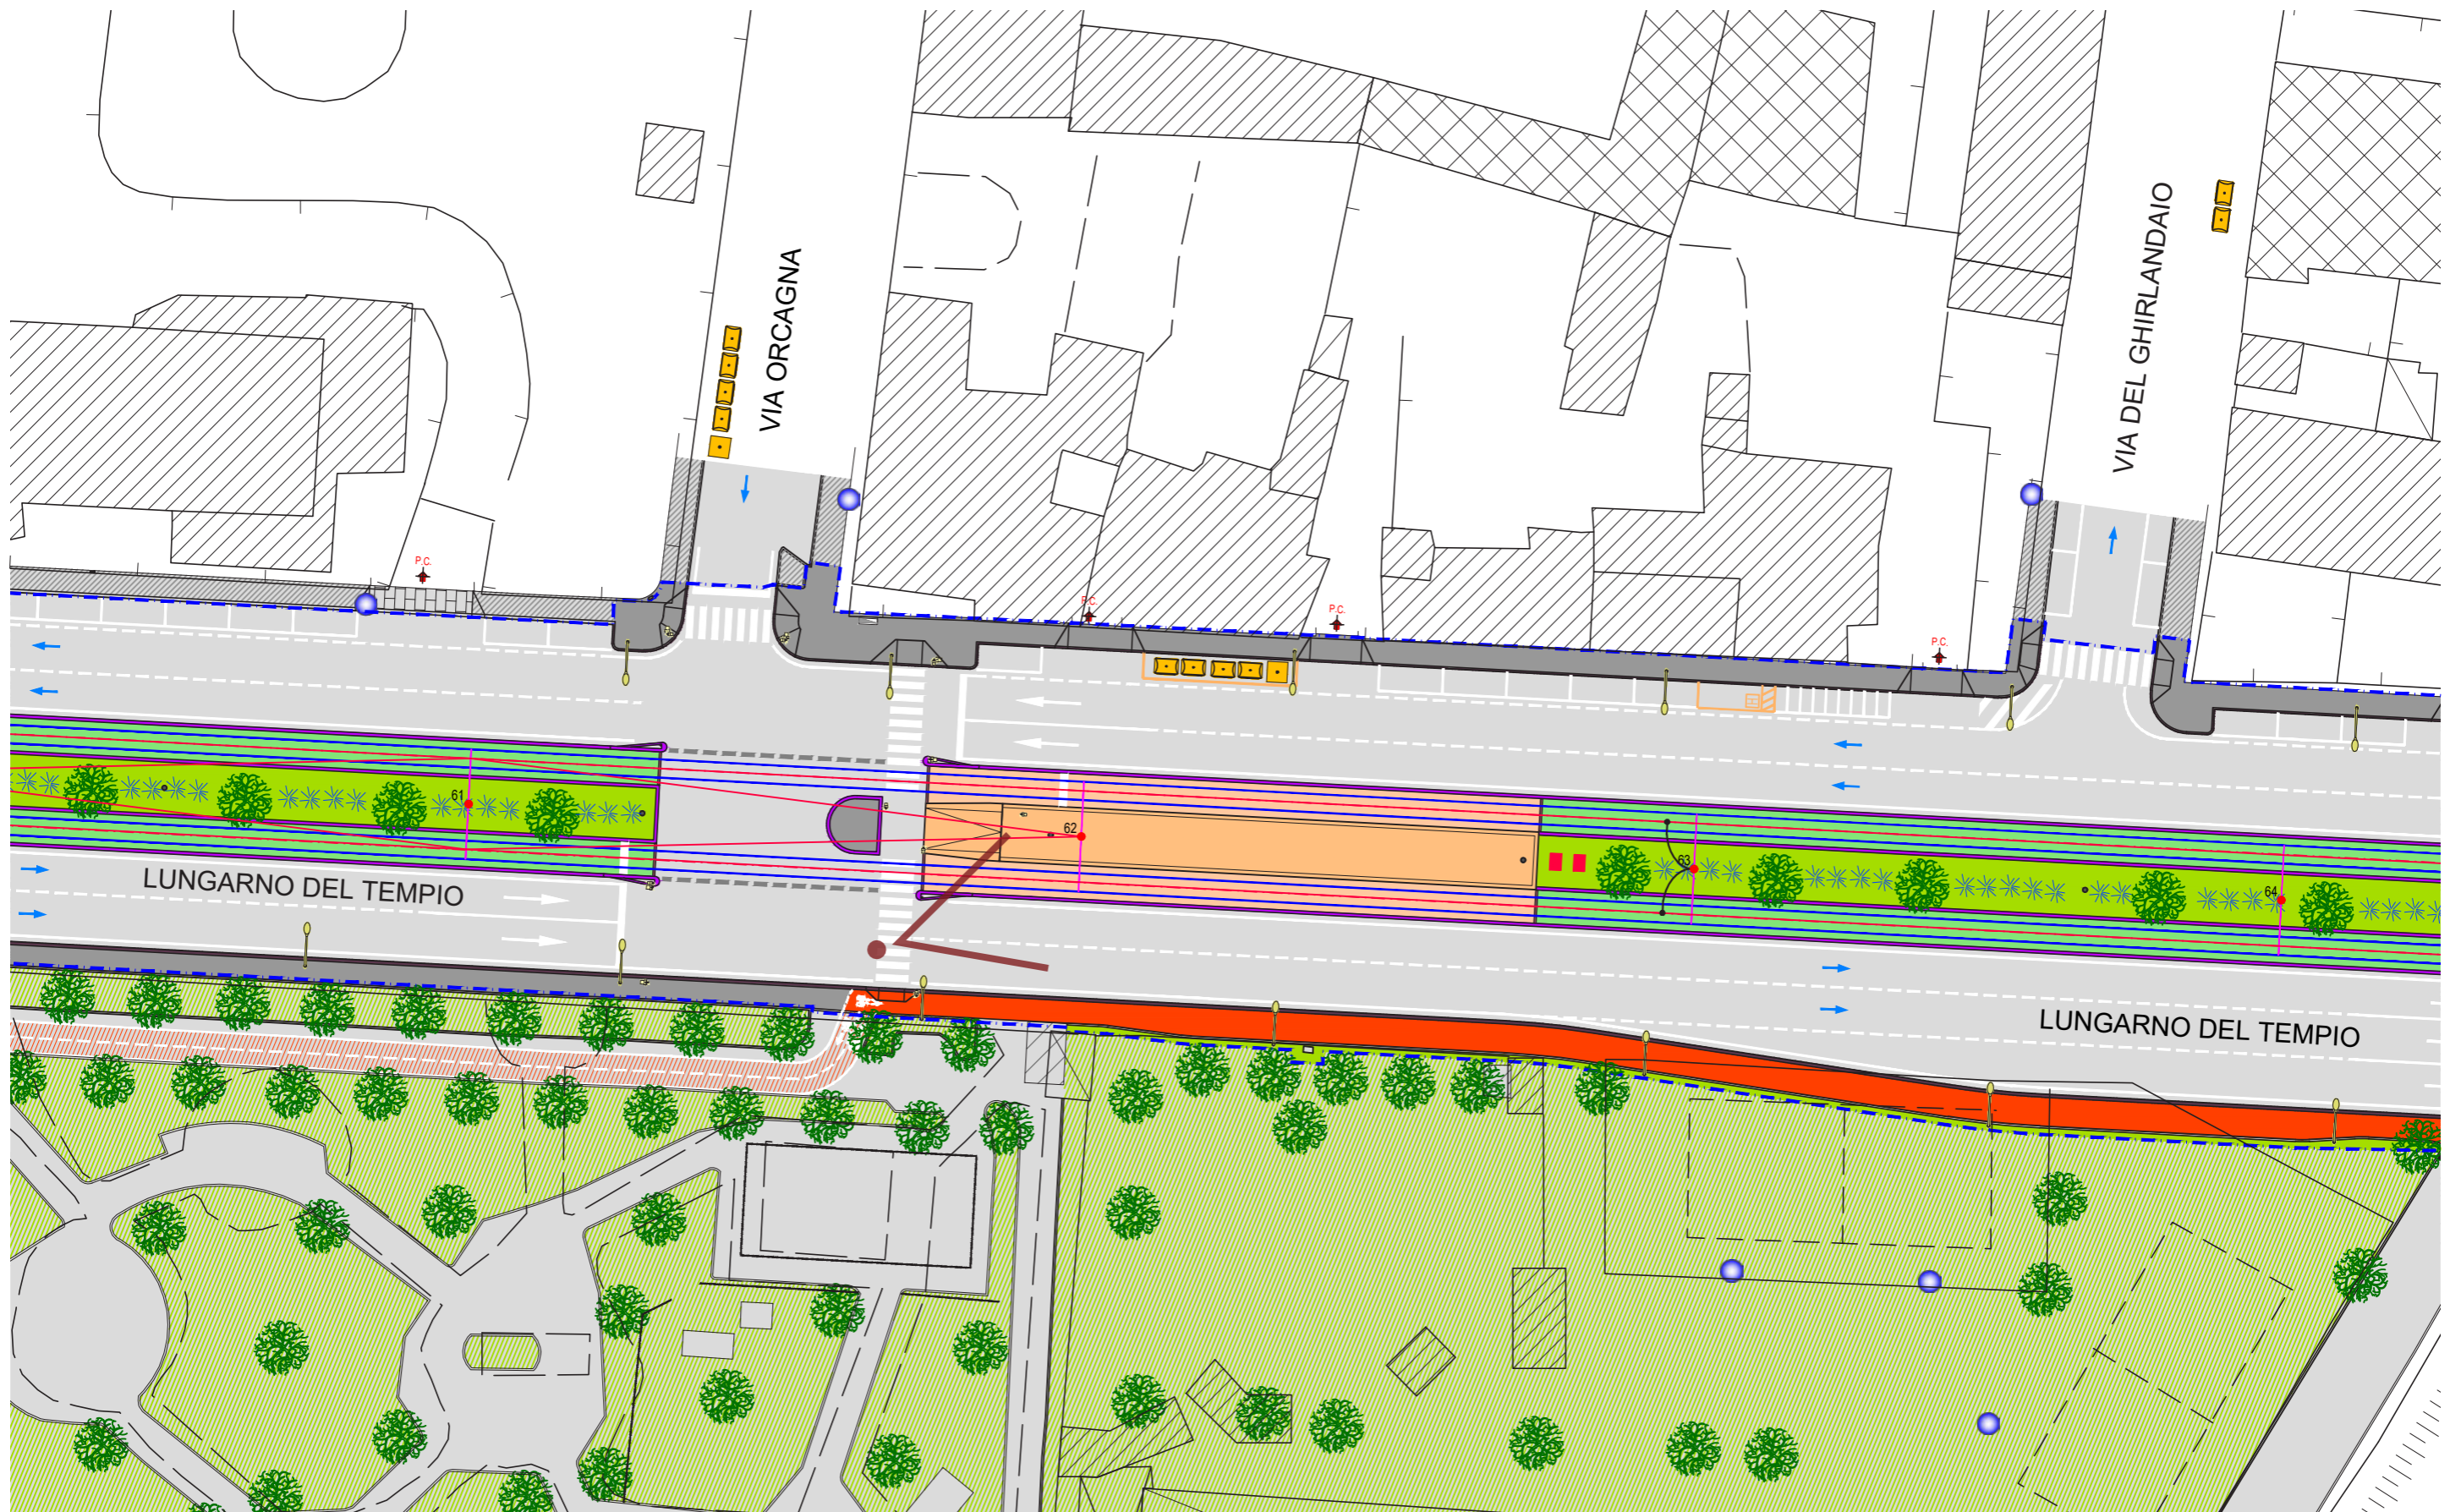 VIA ORCAGNA
VIA DEL GHIRLANDAIO
P.C.
P.C.
P.C.
P.C.
61
62
63
64
LUNGARNO DEL TEMPIO
LUNGARNO DEL TEMPIO